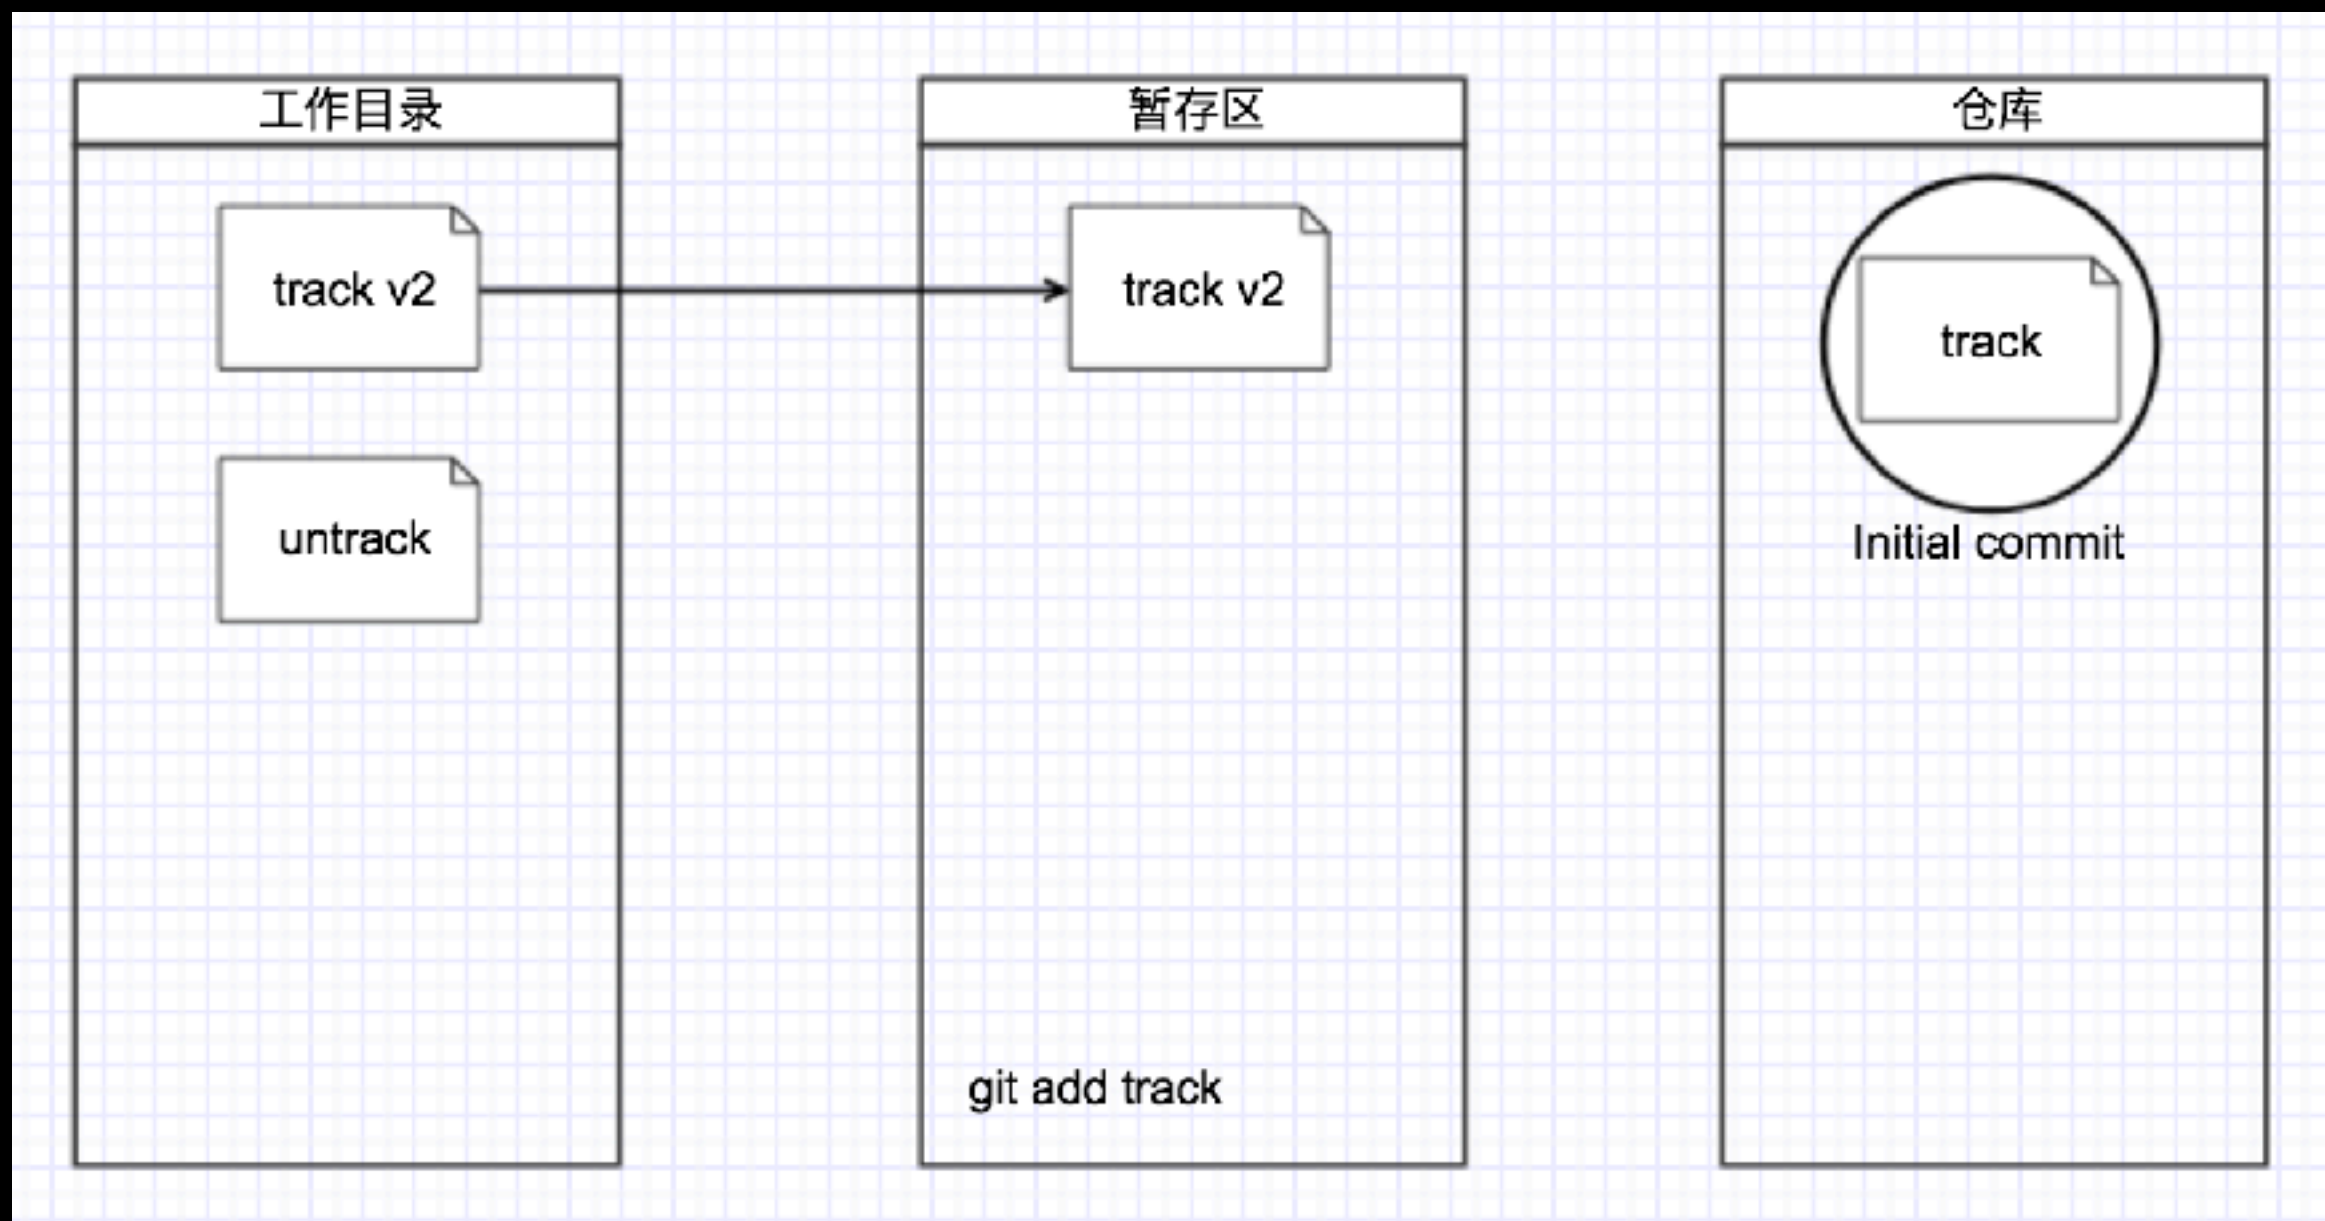 工作目录
暂存区
仓库
track v2
track v2
track
untrack
Initial commit
git add track